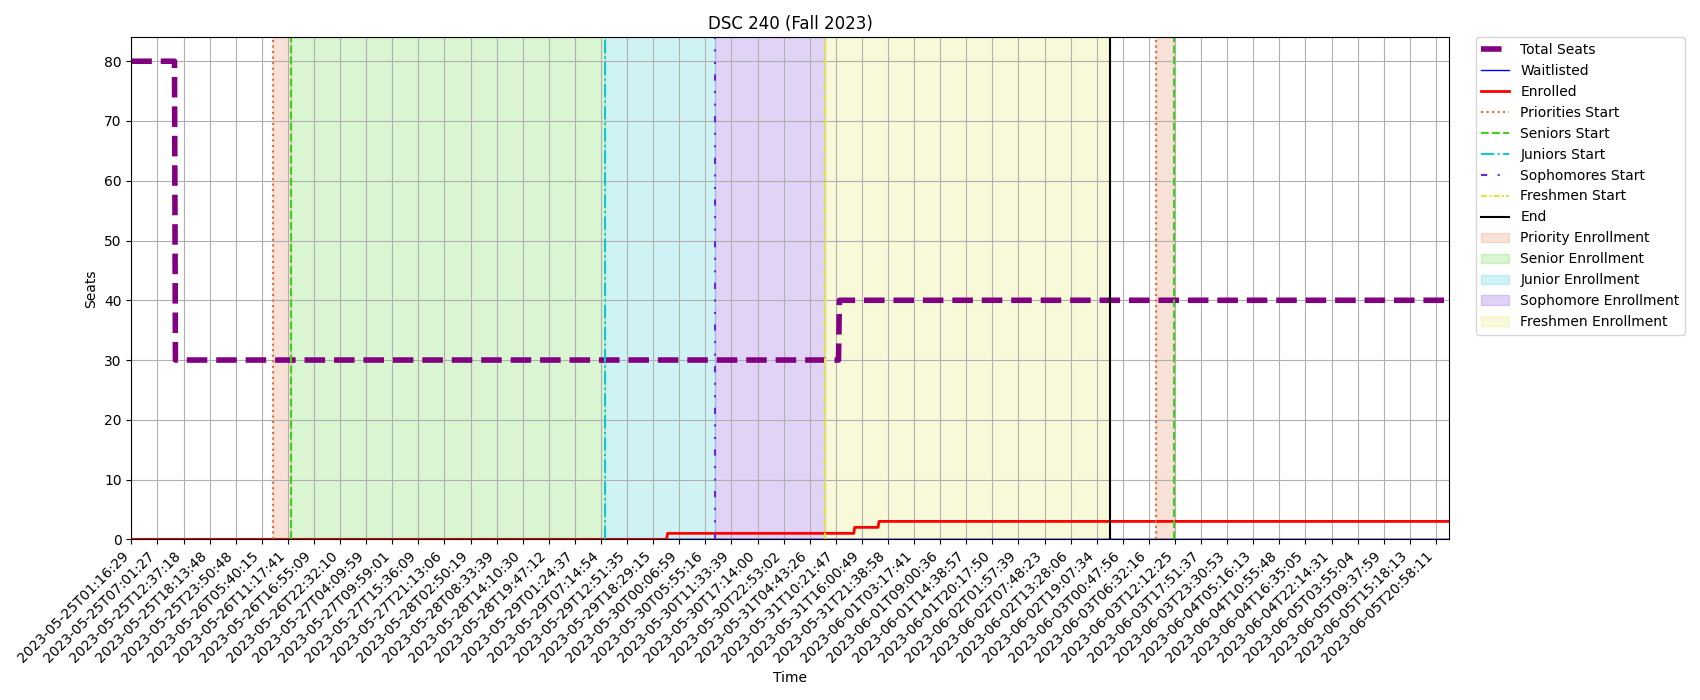 DSC 240 (Fall 2023)
Seats
80
70
60
50
40
30
20
10
0
2023-05-25T01:16:29
2023-05-25T07:01:27
2023-05-25T12:37:18
2023-05-25T18:13:48
2023-05-25T23:50:48
2023-05-26T05:40:15
2023-05-26T11:17:41
2023-05-26T16:55:09
2023-05-26T22:32:10
2023-05-27T04:09:59
2023-05-27T09:59:01
2023-05-27T15:36:09
2023-05-27T21:13:06
2023-05-28T02:50:19
2023-05-28T08:33:39
2023-05-28T14:10:30
2023-05-28T19:47:12
2023-05-29T01:24:37
2023-05-29T07:14:54
2023-05-29T12:51:35
2023-05-29T18:29:15
2023-05-30T00:06:59
2023-05-30T05:55:16
2023-05-30T11:33:39
2023-05-30T17:14:00
2023-05-30T22:53:02
2023-05-31T04:43:26
2023-05-31T10:21:47
2023-05-31T16:00:49
2023-05-31T21:38:58
2023-06-01T03:17:41
2023-06-01T09:00:36
2023-06-01T14:38:57
2023-06-01T20:17:50
2023-06-02T01:57:39
2023-06-02T07:48:23
2023-06-02T13:28:06
2023-06-02T19:07:34
2023-06-03T00:47:56
2023-06-03T06:32:16
2023-06-03T12:12:25
2023-06-03T17:51:37
2023-06-03T23:30:53
2023-06-04T05:16:13
2023-06-04T10:55:48
2023-06-04T16:35:05
2023-06-04T22:14:31
2023-06-05T03:55:04
2023-06-05T09:37:59
2023-06-05T15:18:13
2023-06-05T20:58:11
Time
Total Seats
Waitlisted
Enrolled
Priorities Start
Seniors Start
Juniors Start
Sophomores Start
Freshmen Start
End
Priority Enrollment
Senior Enrollment
Junior Enrollment
Sophomore Enrollment
Freshmen Enrollment